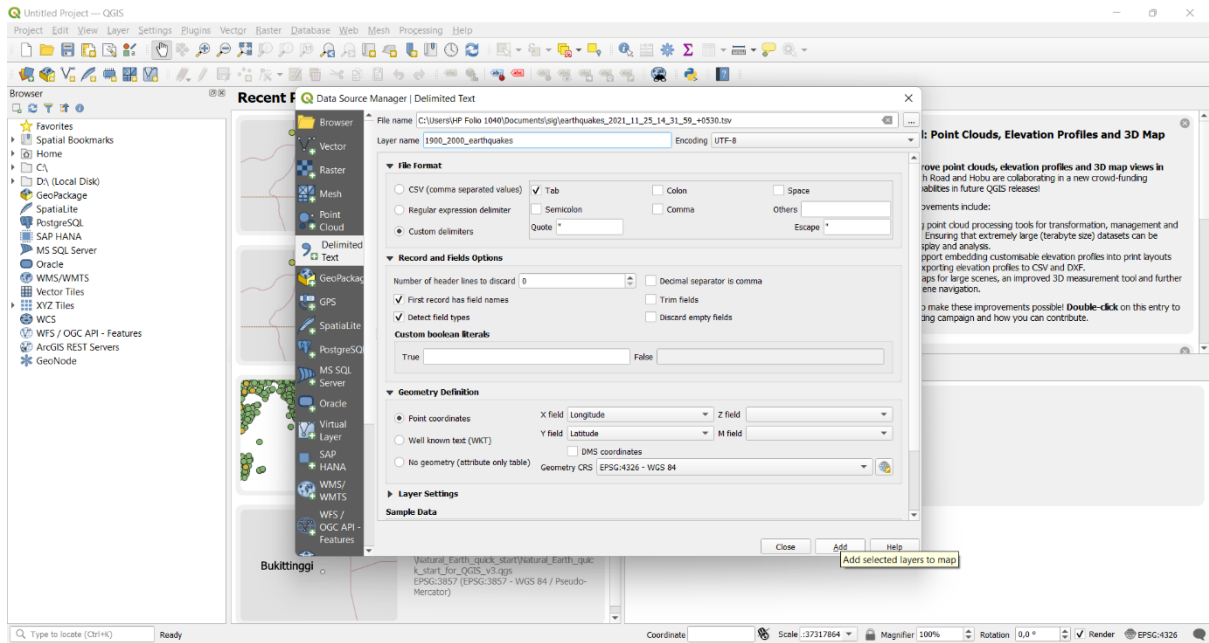 Untitled Project — QGIS
Project Edit View Layer Settings Plugins Vector Raster Database Web Mesh Processing Help
Browser
Favorites
Spatial Bookmarks
Home
C:\
D:\ (Local Disk)
GeoPackage
SpatiaLite
PostgreSQL
SAP HANA
MS SQL Server
Oracle
WMS/WMTS
Vector Tiles
XYZ Tiles
WCS
WFS / OGC API - Features
ArcGIS REST Servers
GeoNode
Recent
Data Source Manager | Delimited Text
Browser
Vector
Raster
Mesh
Point
Cloud
Delimited
Text
GeoPackag
GPS
SpatiaLite
PostgreSQ
MS SQL
Server
Oracle
Virtual
Layer
SAP
HANA
WMS/
WMTS
WFS /
OGC API -
Features
File name C:\Users\HP Folio 1040\Documents\sig\earthquakes_2021_11_25_14_31_59_+0530.tsv ...
Layer name 1900_2000_earthquakes Encoding UTF-8
File Format
CSV (comma separated values) Tab Colon Space
Regular expression delimiter Semicolon Comma Others
Custom delimiters Quote " Escape "
Record and Fields Options
Number of header lines to discard 0 Decimal separator is comma
First record has field names Trim fields
Detect field types Discard empty fields
Custom boolean literals
True False
Geometry Definition
Point coordinates X field Longitude Z field
Well known text (WKT) Y field Latitude M field
DMS coordinates
No geometry (attribute only table) Geometry CRS EPSG:4326 - WGS 84
Layer Settings
Sample Data
Close Add Help
Add selected layers to map
l: Point Clouds, Elevation Profiles and 3D Map
rove point clouds, elevation profiles and 3D map views in
h Road and Hobu are collaborating in a new crowd-funding
in future QGIS releases!
ovements include:
point cloud processing tools for transformation, management and
Ensuring that extremely large (terabyte size) datasets can be
splay and analysis.
pport embedding customisable elevation profiles into print layouts
xporting elevation profiles to CSV and DXF.
aps for large scenes, an improved 3D measurement tool and further
ene navigation.
o make these improvements possible! Double-click on this entry to
ing campaign and how you can contribute.
Bukittinggi
\Natural_Earth_quick_start\Natural_Earth_quic
k_start_for_QGIS_v3.qgs
EPSG:3857 (EPSG:3857 - WGS 84 / Pseudo-
Mercator)
Type to locate (Ctrl+K) Ready Coordinate Scale :37317864 Magnifier 100% Rotation 0,0 ° Render EPSG:4326